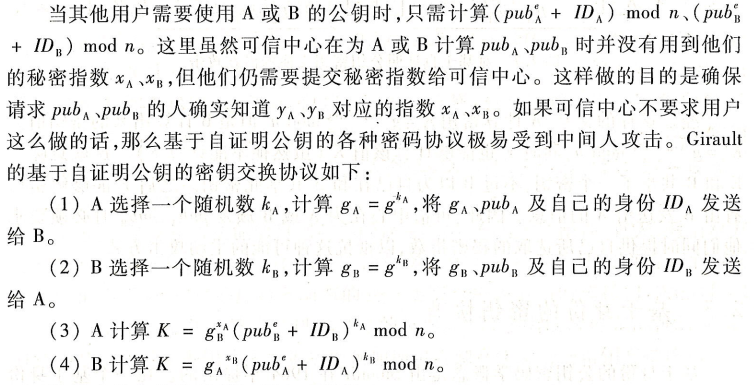 当其他用户需要使用 A 或 B 的公钥时,只需计算(pub_A^e + ID_A) mod n、(pub_B^e
+ ID_B) mod n。这里虽然可信中心在为 A 或 B 计算 pub_A、pub_B 时并没有用到他们
的秘密指数 x_A、x_B,但他们仍需要提交秘密指数给可信中心。这样做的目的是确保
请求 pub_A、pub_B 的人确实知道 y_A、y_B 对应的指数 x_A、x_B。如果可信中心不要求用户
这么做的话,那么基于自证明公钥的各种密码协议极易受到中间人攻击。Girault
的基于自证明公钥的密钥交换协议如下:
(1) A 选择一个随机数 k_A,计算 g_A = g^{k_A},将 g_A、pub_A 及自己的身份 ID_A 发送
给 B。
(2) B 选择一个随机数 k_B,计算 g_B = g^{k_B},将 g_B、pub_B 及自己的身份 ID_B 发送
给 A。
(3) A 计算 K = g_B^{x_A}(pub_B^e + ID_B)^{k_A} mod n。
(4) B 计算 K = g_A^{x_B}(pub_A^e + ID_A)^{k_B} mod n。